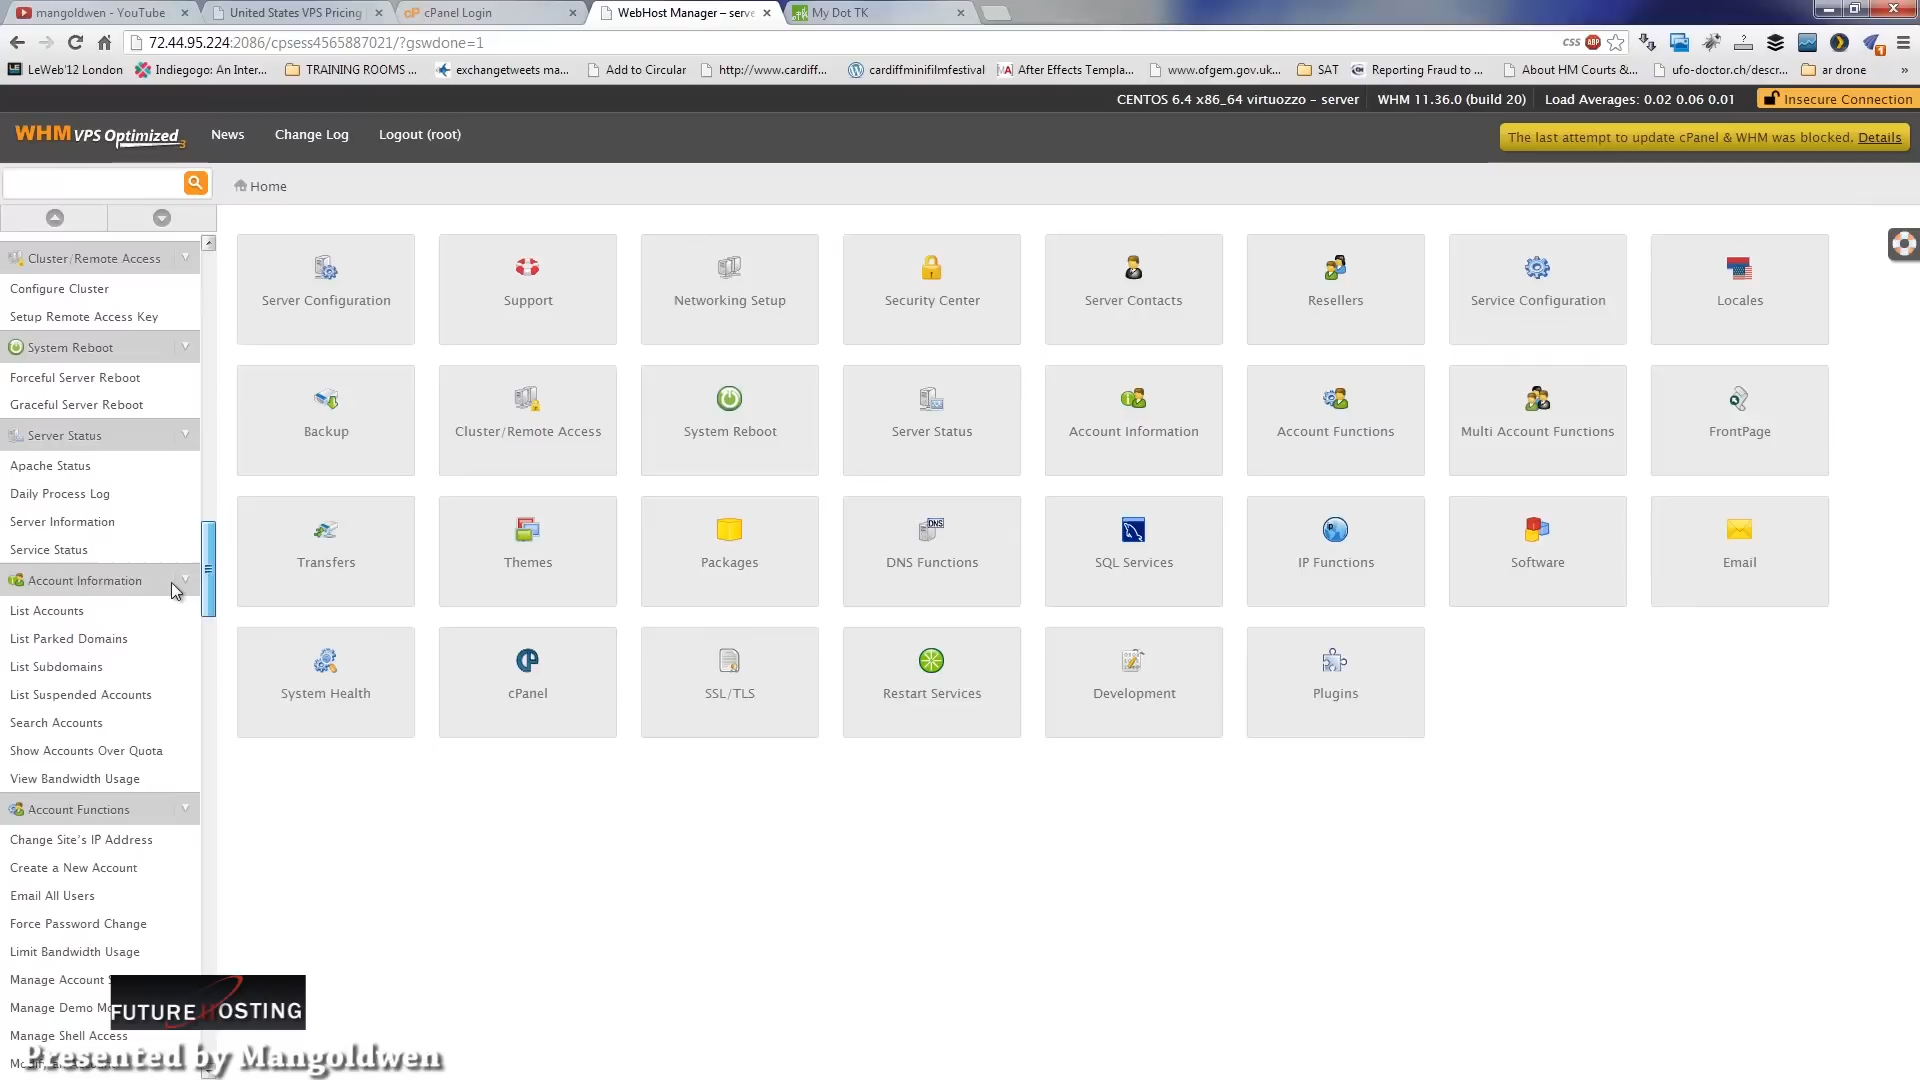 mangoldwen - YouTube
United States VPS Pricing
cPanel Login
WebHost Manager – serve
My Dot TK
72.44.95.224:2086/cpsess4565887021/?gswdone=1
css
ABP
LeWeb'12 London
Indiegogo: An Inter...
TRAINING ROOMS ...
exchangetweets ma...
Add to Circular
http://www.cardiff...
cardiffminifilmfestival
After Effects Templa...
www.ofgem.gov.uk...
SAT
Reporting Fraud to ...
About HM Courts &...
ufo-doctor.ch/descr...
ar drone
»
CENTOS 6.4 x86_64 virtuozzo – server
WHM 11.36.0 (build 20)
Load Averages: 0.02 0.06 0.01
Insecure Connection
WHM VPS Optimized 3
News
Change Log
Logout (root)
The last attempt to update cPanel & WHM was blocked. Details
Home
Cluster/Remote Access
Configure Cluster
Setup Remote Access Key
System Reboot
Forceful Server Reboot
Graceful Server Reboot
Server Status
Apache Status
Daily Process Log
Server Information
Service Status
Account Information
List Accounts
List Parked Domains
List Subdomains
List Suspended Accounts
Search Accounts
Show Accounts Over Quota
View Bandwidth Usage
Account Functions
Change Site's IP Address
Create a New Account
Email All Users
Force Password Change
Limit Bandwidth Usage
Manage Account
Manage Demo
Manage Shell Access
Server Configuration
Support
Networking Setup
Security Center
Server Contacts
Resellers
Service Configuration
Locales
Backup
Cluster/Remote Access
System Reboot
Server Status
Account Information
Account Functions
Multi Account Functions
FrontPage
Transfers
Themes
Packages
DNS
DNS Functions
SQL Services
IP Functions
Software
Email
System Health
cPanel
SSL/TLS
Restart Services
Development
Plugins
FUTURE HOSTING
Presented by Mangoldwen